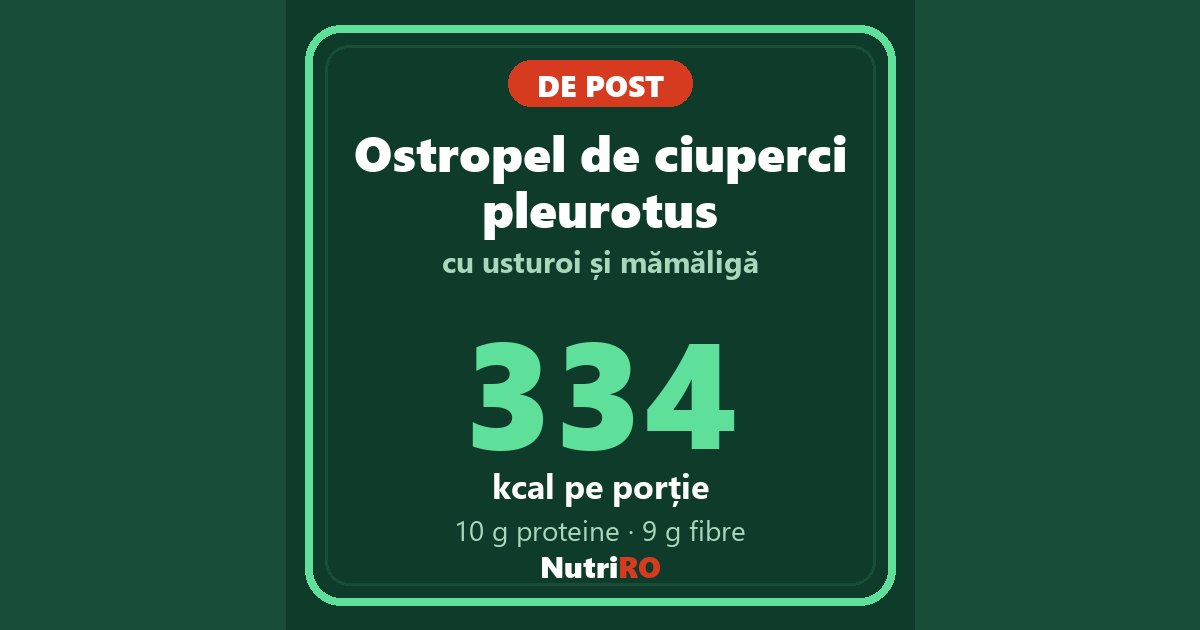 DE POST
Ostropel de ciuperci
pleurotus
cu usturoi și mămăligă
334
kcal pe porție
10 g proteine · 9 g fibre
NutriRO